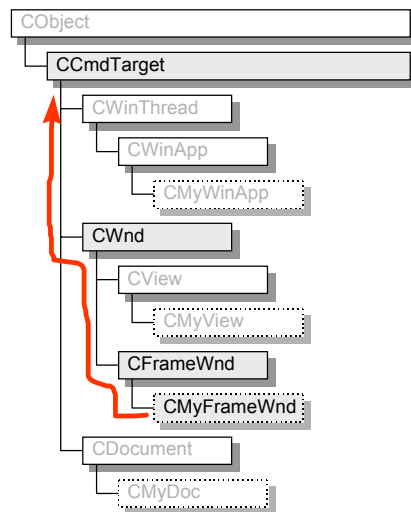 CObject
CCmdTarget
CWinThread
CWinApp
CMyWinApp
CWnd
CView
CMyView
CFrameWnd
CMyFrameWnd
CDocument
CMyDoc